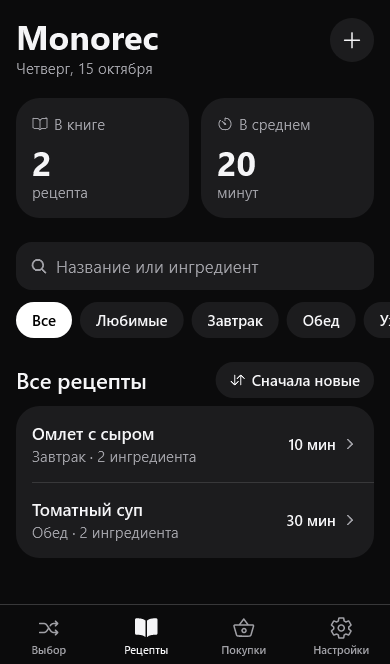 Monorec
Четверг, 15 октября
В книге
2
рецепта
В среднем
20
минут
Название или ингредиент
Все
Любимые
Завтрак
Обед
Все рецепты
Сначала новые
Омлет с сыром
Завтрак · 2 ингредиента
10 мин
Томатный суп
Обед · 2 ингредиента
30 мин
Выбор
Рецепты
Покупки
Настройки